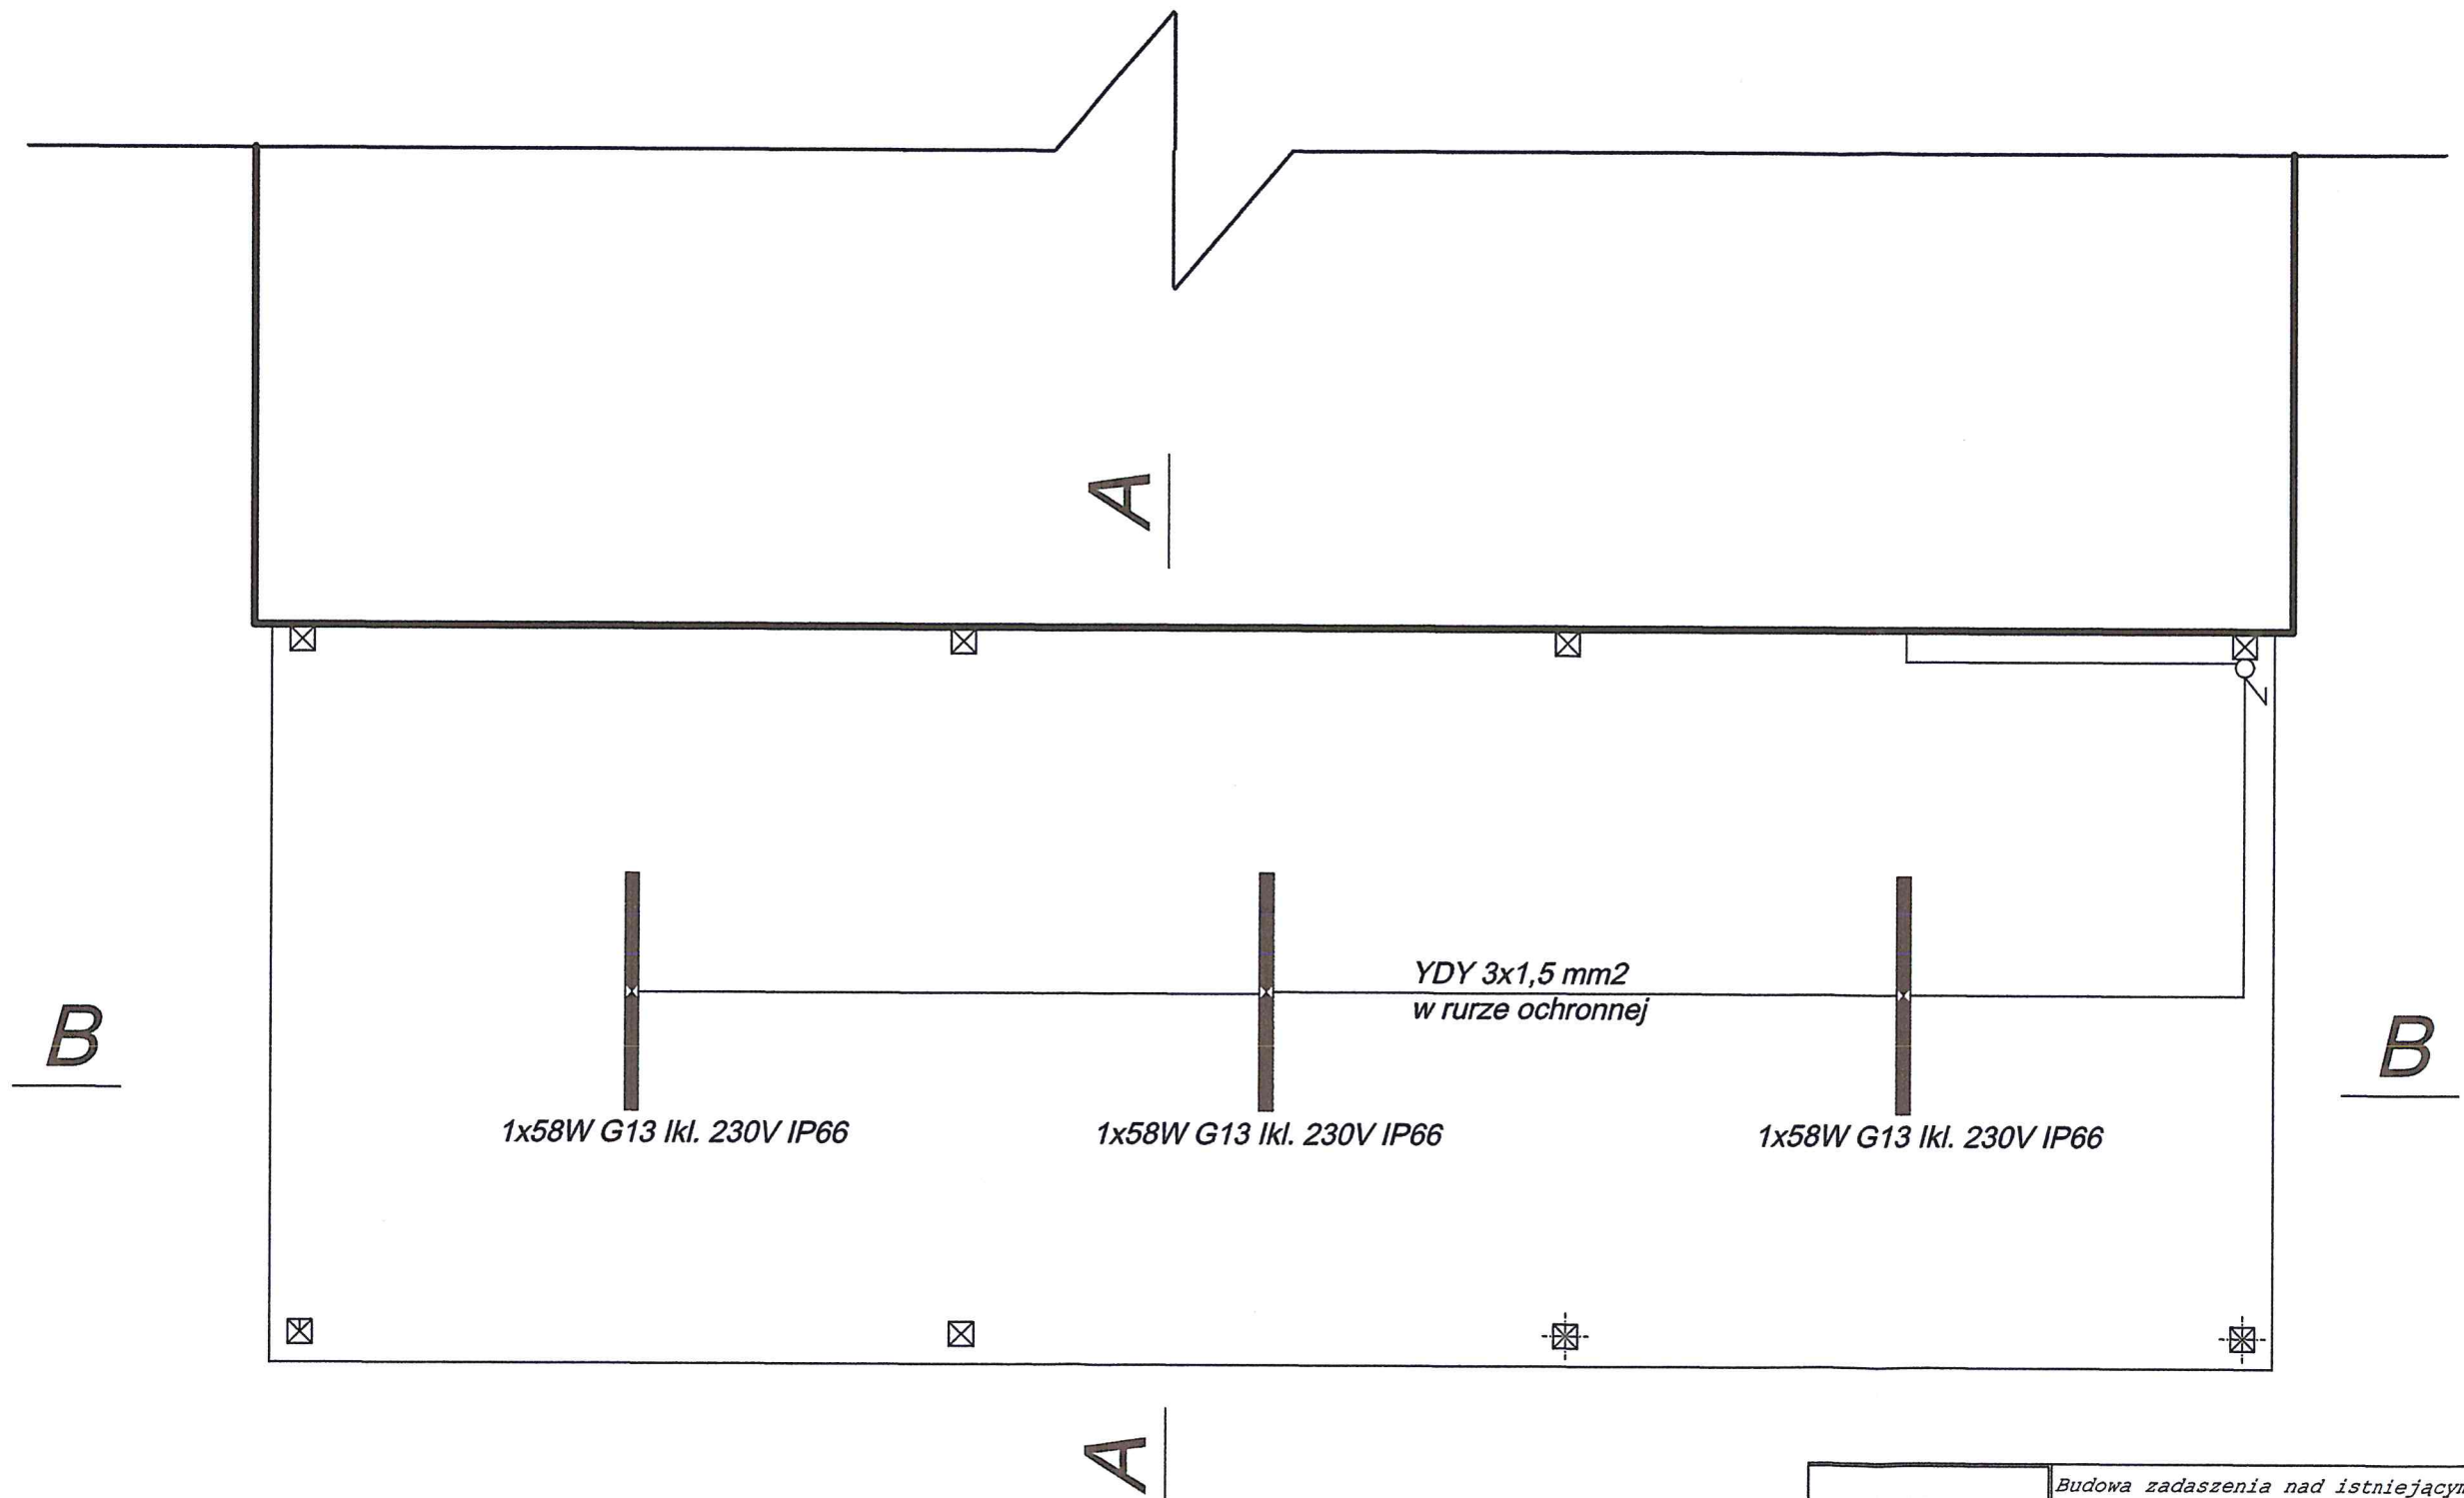 A
YDY 3x1,5 mm2
w rurze ochronnej
B
B
1x58W G13 Ikl. 230V IP66
1x58W G13 Ikl. 230V IP66
1x58W G13 Ikl. 230V IP66
A
Budowa zadaszenia nad istniejącym